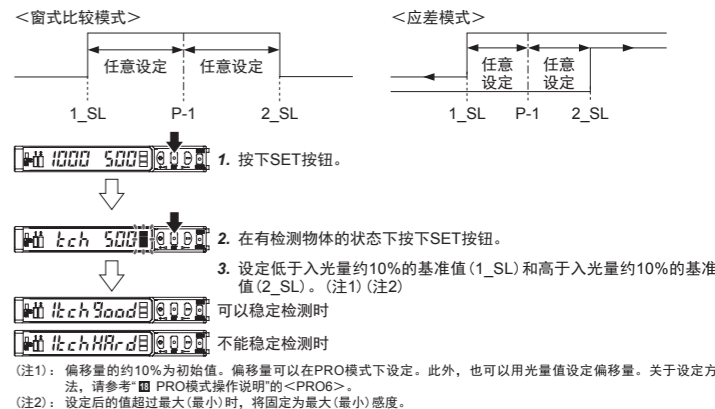 <窗式比较模式>
<应差模式>
任意设定 任意设定
任意 任意
设定 设定
1_SL P-1 2_SL
1_SL P-1 2_SL
1000 500
1. 按下SET按钮。
tch 500
2. 在有检测物体的状态下按下SET按钮。
3. 设定低于入光量约10%的基准值(1_SL)和高于入光量约10%的基准
值(2_SL)。(注1)(注2)
1tch Good
可以稳定检测时
1tch HArd
不能稳定检测时
(注1): 偏移量的约10%为初始值。偏移量可以在PRO模式下设定。此外,也可以用光量值设定偏移量。关于设定方
法,请参考“18 PRO模式操作说明”的<PRO6>。
(注2): 设定后的值超过最大(最小)时,将固定为最大(最小)感度。